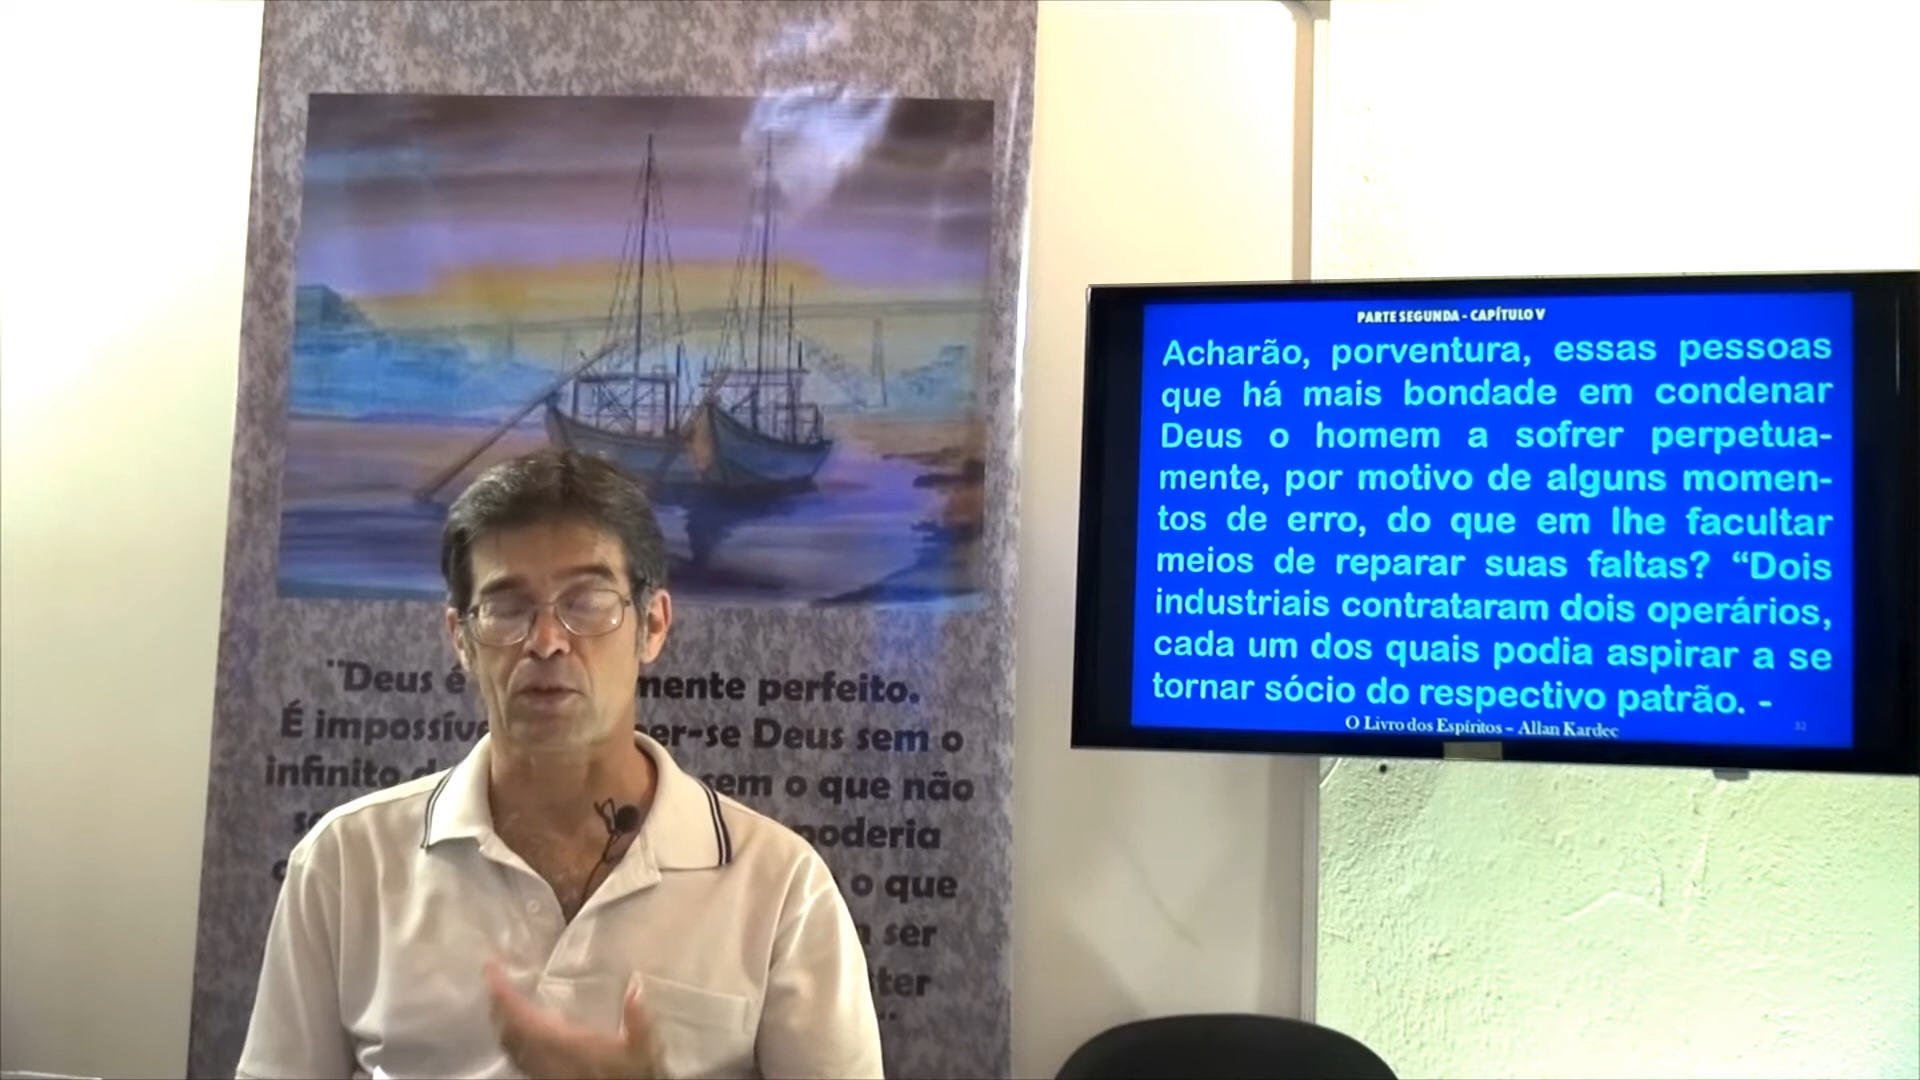 ¨Deus é mente perfeito.
É impossíve er-se Deus sem o
infinito d sem o que não
poderia
o que
ser
PARTE SEGUNDA - CAPÍTULO V
Acharão, porventura, essas pessoas
que há mais bondade em condenar
Deus o homem a sofrer perpetua-
mente, por motivo de alguns momen-
tos de erro, do que em lhe facultar
meios de reparar suas faltas? “Dois
industriais contrataram dois operários,
cada um dos quais podia aspirar a se
tornar sócio do respectivo patrão. -
O Livro dos Espíritos – Allan Kardec
32